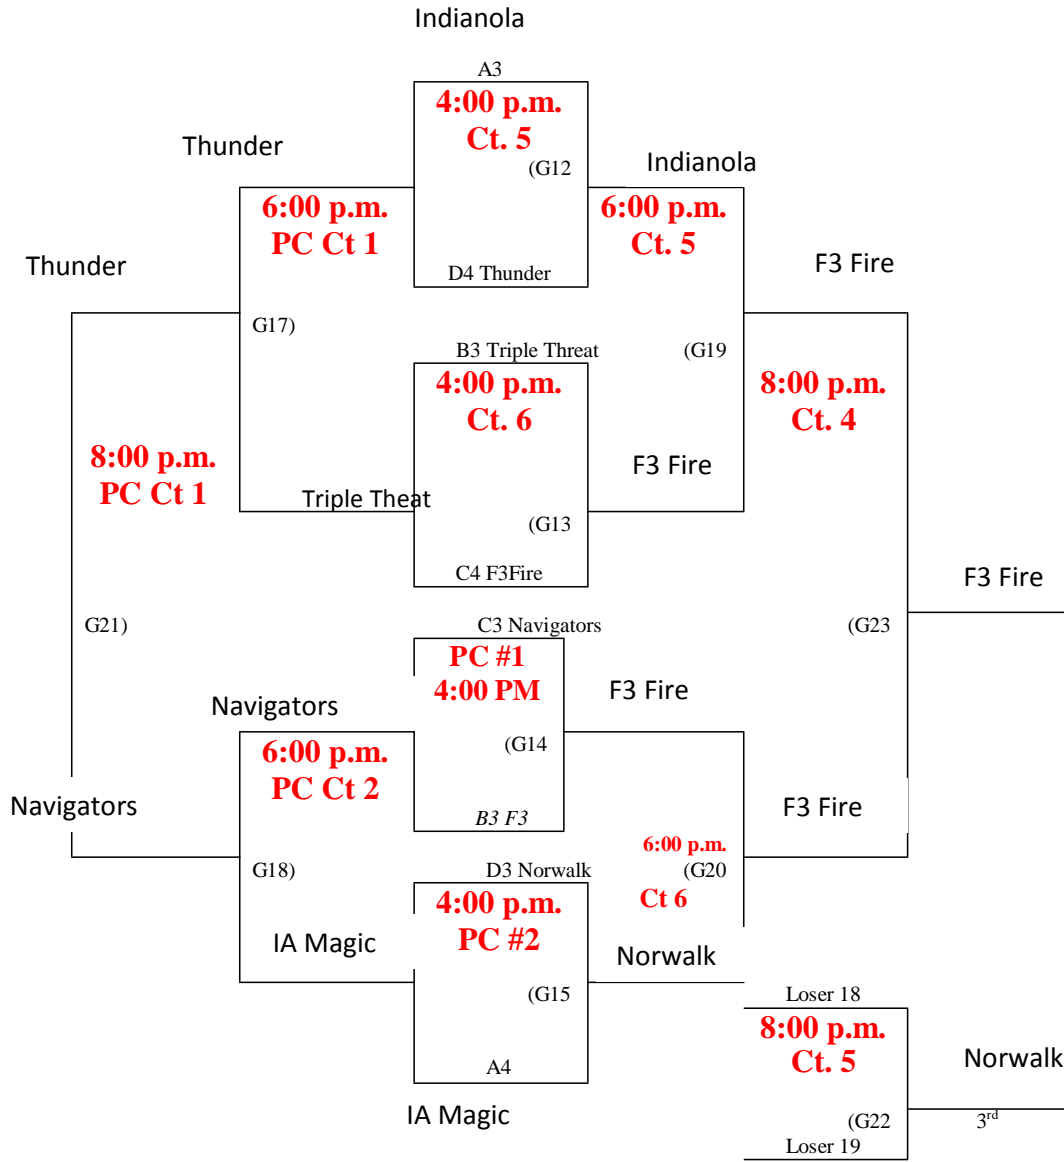 Indianola
A3
4:00 p.m.
Ct. 5
(G12
Thunder
Indianola
6:00 p.m.
PC Ct 1
6:00 p.m.
Ct. 5
Thunder
D4 Thunder
F3 Fire
G17)
B3 Triple Threat
(G19
4:00 p.m.
Ct. 6
8:00 p.m.
Ct. 4
8:00 p.m.
PC Ct 1
F3 Fire
Triple Theat
(G13
C4 F3Fire
F3 Fire
G21)
C3 Navigators
(G23
PC #1
4:00 PM
Navigators
F3 Fire
6:00 p.m.
PC Ct 2
(G14
Navigators
B3 F3
F3 Fire
6:00 p.m.
G18)
D3 Norwalk
(G20
Ct 6
4:00 p.m.
PC #2
IA Magic
Norwalk
(G15
Loser 18
8:00 p.m.
Ct. 5
A4
Norwalk
IA Magic
(G22
3rd
Loser 19